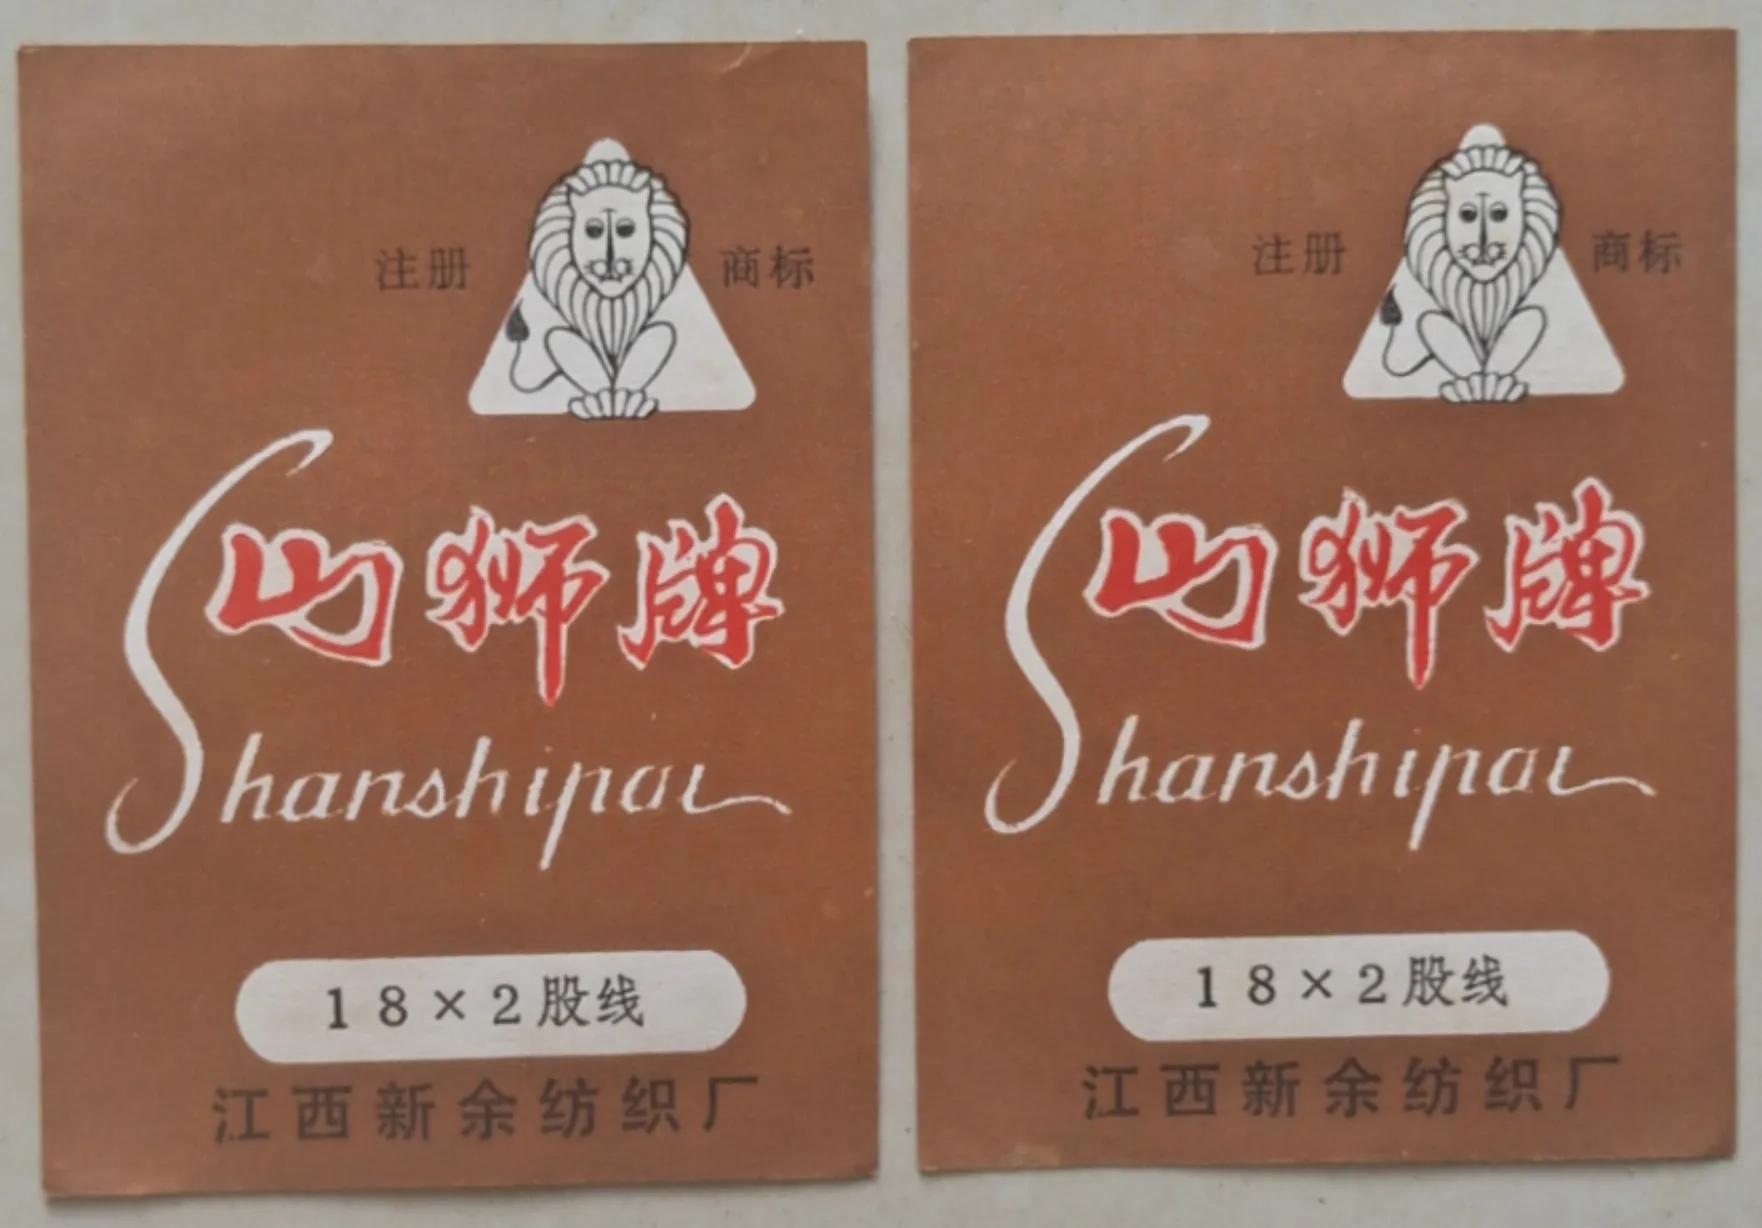 注册 商标
山狮牌
Shanshipai
18×2股线
江西新余纺织厂
注册 商标
山狮牌
Shanshipai
18×2股线
江西新余纺织厂